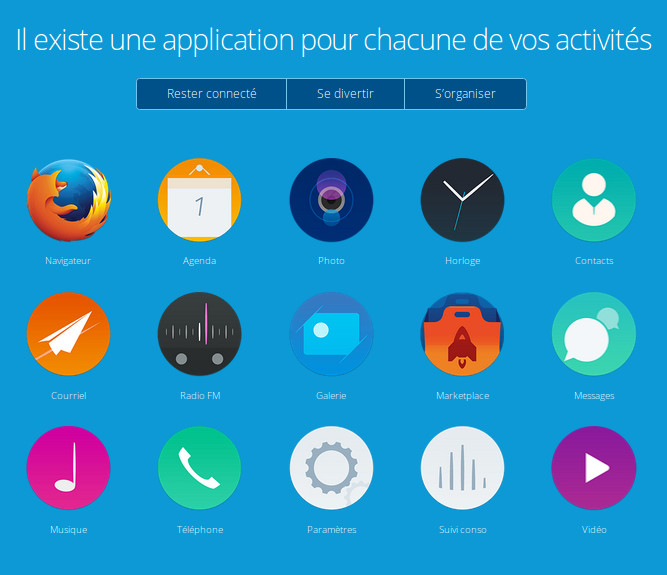 Il existe une application pour chacune de vos activités
Rester connecté Se divertir S'organiser
1
Navigateur Agenda Photo Horloge Contacts
Courriel Radio FM Galerie Marketplace Messages
Musique Téléphone Paramètres Suivi conso Vidéo